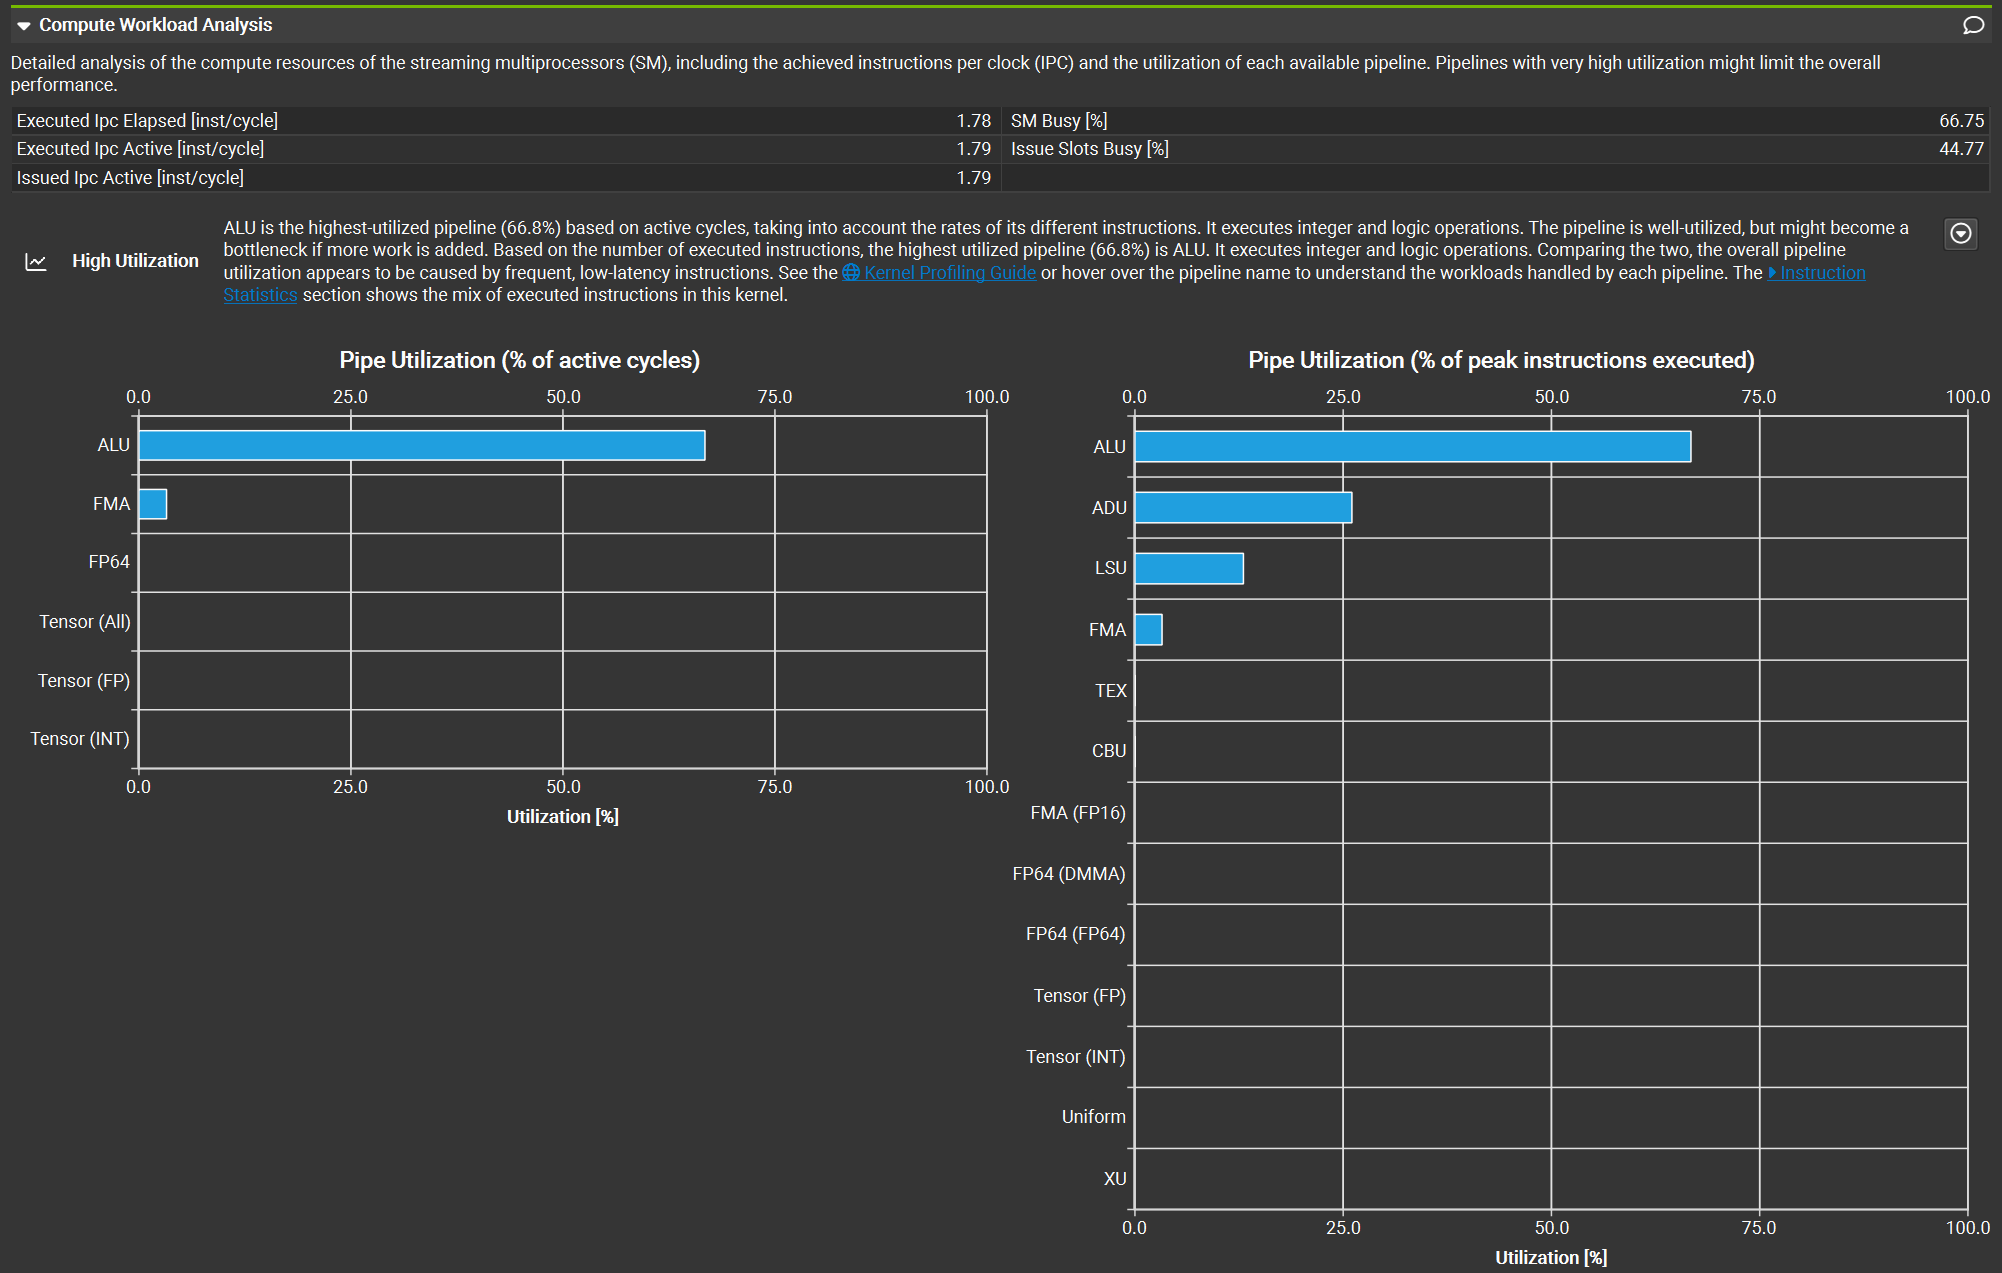 Compute Workload Analysis
Detailed analysis of the compute resources of the streaming multiprocessors (SM), including the achieved instructions per clock (IPC) and the utilization of each available pipeline. Pipelines with very high utilization might limit the overall
performance.
Executed Ipc Elapsed [inst/cycle] 1.78 SM Busy [%] 66.75
Executed Ipc Active [inst/cycle] 1.79 Issue Slots Busy [%] 44.77
Issued Ipc Active [inst/cycle] 1.79
High Utilization
ALU is the highest-utilized pipeline (66.8%) based on active cycles, taking into account the rates of its different instructions. It executes integer and logic operations. The pipeline is well-utilized, but might become a
bottleneck if more work is added. Based on the number of executed instructions, the highest utilized pipeline (66.8%) is ALU. It executes integer and logic operations. Comparing the two, the overall pipeline
utilization appears to be caused by frequent, low-latency instructions. See the Kernel Profiling Guide or hover over the pipeline name to understand the workloads handled by each pipeline. The Instruction
Statistics section shows the mix of executed instructions in this kernel.
Pipe Utilization (% of active cycles)
0.0 25.0 50.0 75.0 100.0
ALU
FMA
FP64
Tensor (All)
Tensor (FP)
Tensor (INT)
0.0 25.0 50.0 75.0 100.0
Utilization [%]
Pipe Utilization (% of peak instructions executed)
0.0 25.0 50.0 75.0 100.0
ALU
ADU
LSU
FMA
TEX
CBU
FMA (FP16)
FP64 (DMMA)
FP64 (FP64)
Tensor (FP)
Tensor (INT)
Uniform
XU
0.0 25.0 50.0 75.0 100.0
Utilization [%]